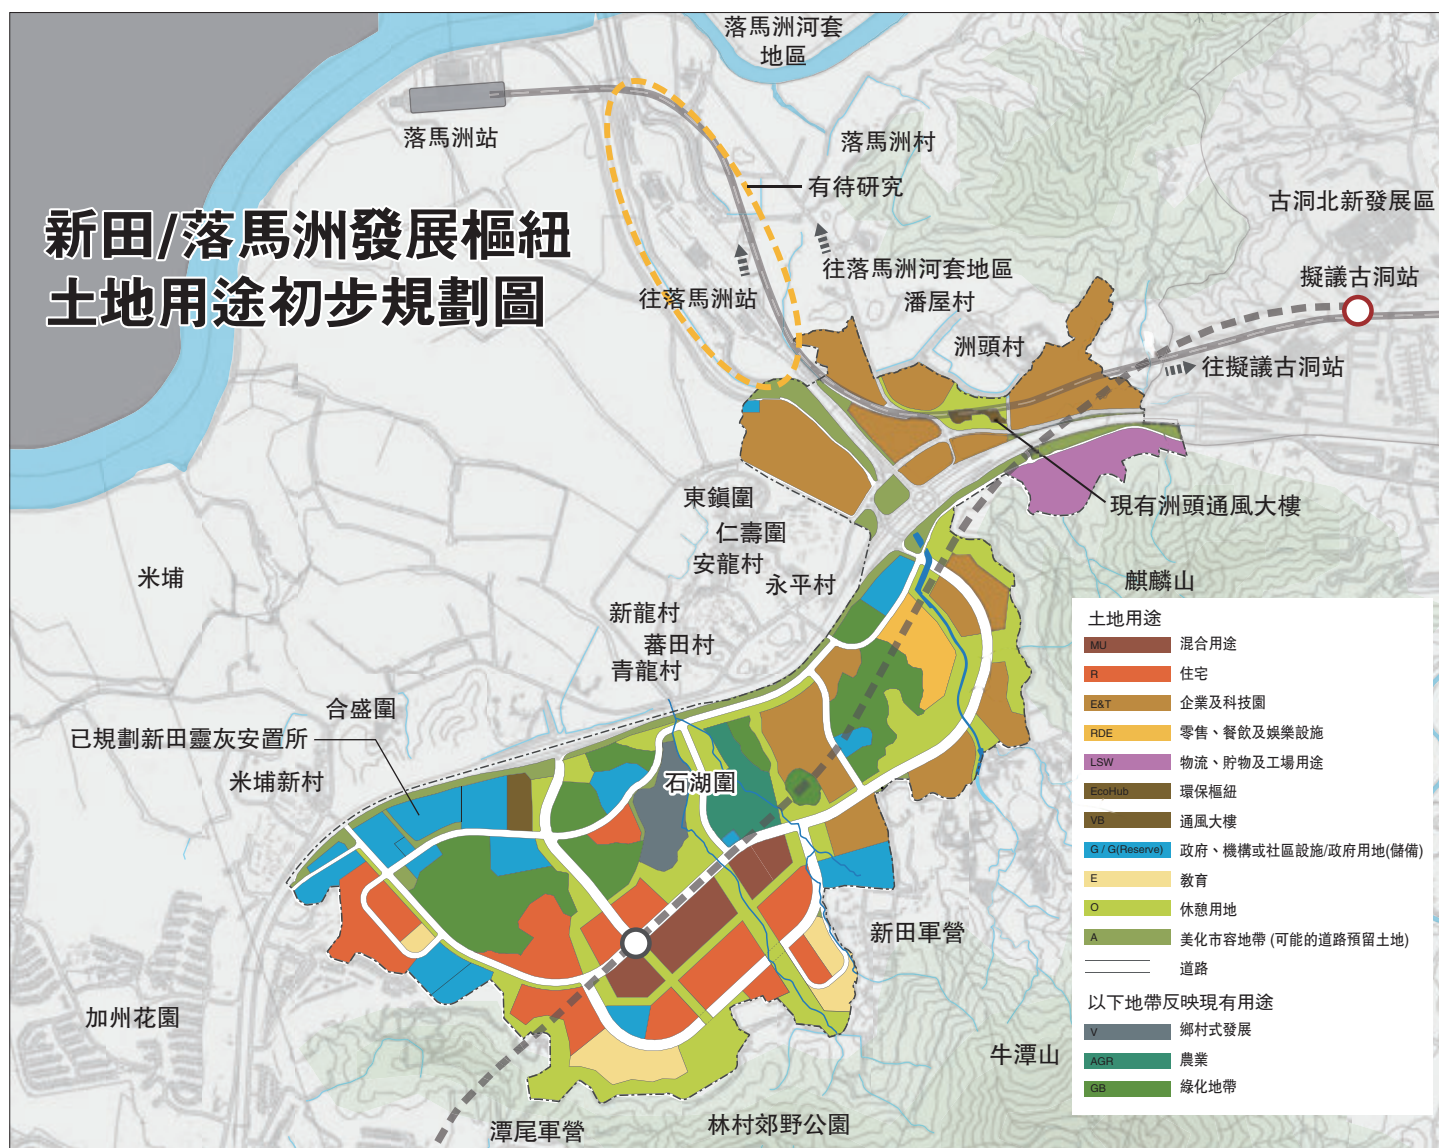 落馬洲河套
地區
落馬洲站
落馬洲村
有待研究
古洞北新發展區
新田/落馬洲發展樞紐
土地用途初步規劃圖
往落馬洲河套地區
擬議古洞站
往落馬洲站
潘屋村
洲頭村
往擬議古洞站
東鎮圍
現有洲頭通風大樓
仁壽圍
安龍村
米埔
永平村
麒麟山
新龍村
蕃田村
青龍村
合盛圍
已規劃新田靈灰安置所
米埔新村
石湖圍
新田軍營
加州花園
牛潭山
潭尾軍營
林村郊野公園
土地用途
MU 混合用途
R 住宅
E&T 企業及科技園
RDE 零售、餐飲及娛樂設施
LSW 物流、貯物及工場用途
EcoHub 環保樞紐
VB 通風大樓
G / G(Reserve) 政府、機構或社區設施/政府用地(儲備)
E 教育
O 休憩用地
A 美化市容地帶 (可能的道路預留土地)
道路
以下地帶反映現有用途
V 鄉村式發展
AGR 農業
GB 綠化地帶